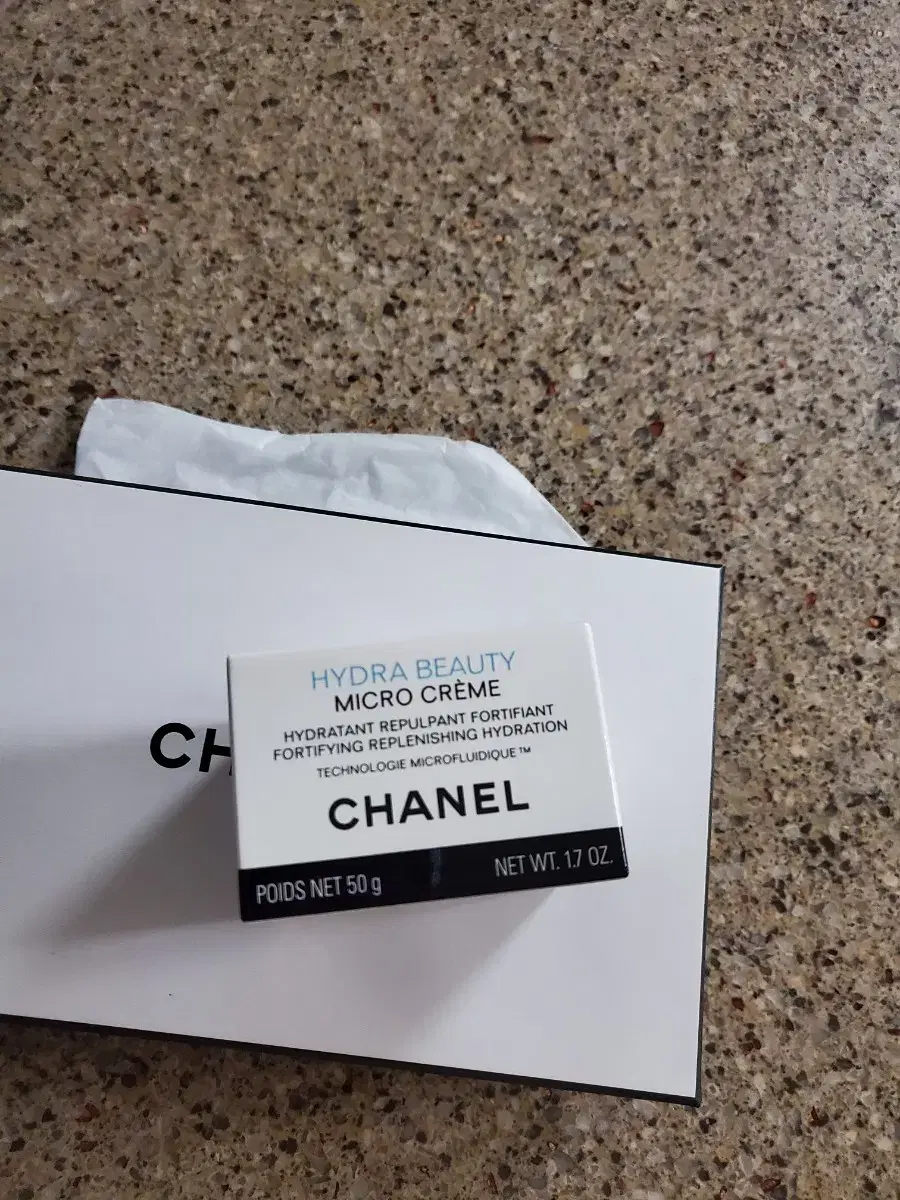 HYDRA BEAUTY
MICRO CRÈME
HYDRATANT REPULPANT FORTIFIANT
FORTIFYING REPLENISHING HYDRATION
TECHNOLOGIE MICROFLUIDIQUE™
CHANEL
POIDS NET 50 g
NET WT. 1.7 OZ.
CH